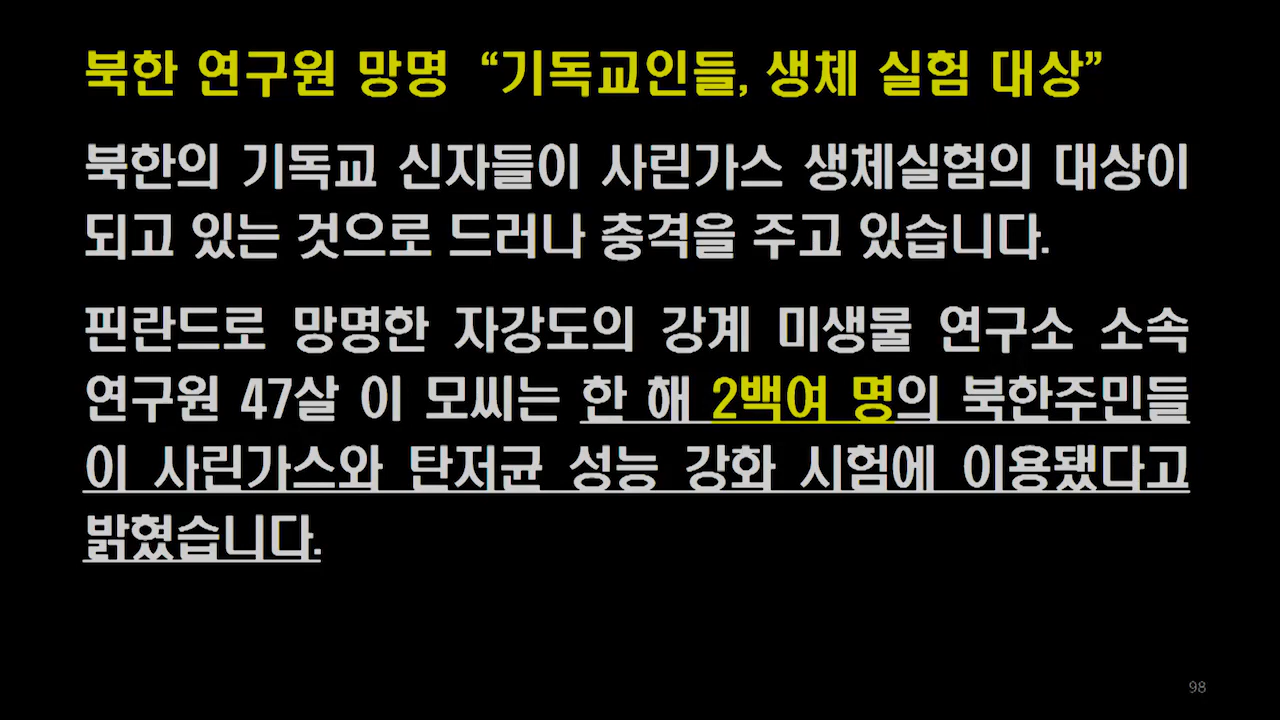 북한 연구원 망명 “기독교인들, 생체 실험 대상”
북한의 기독교 신자들이 사린가스 생체실험의 대상이
되고 있는 것으로 드러나 충격을 주고 있습니다.
핀란드로 망명한 자강도의 강계 미생물 연구소 소속
연구원 47살 이 모씨는 한 해 2백여 명의 북한주민들
이 사린가스와 탄저균 성능 강화 시험에 이용됐다고
밝혔습니다.
98